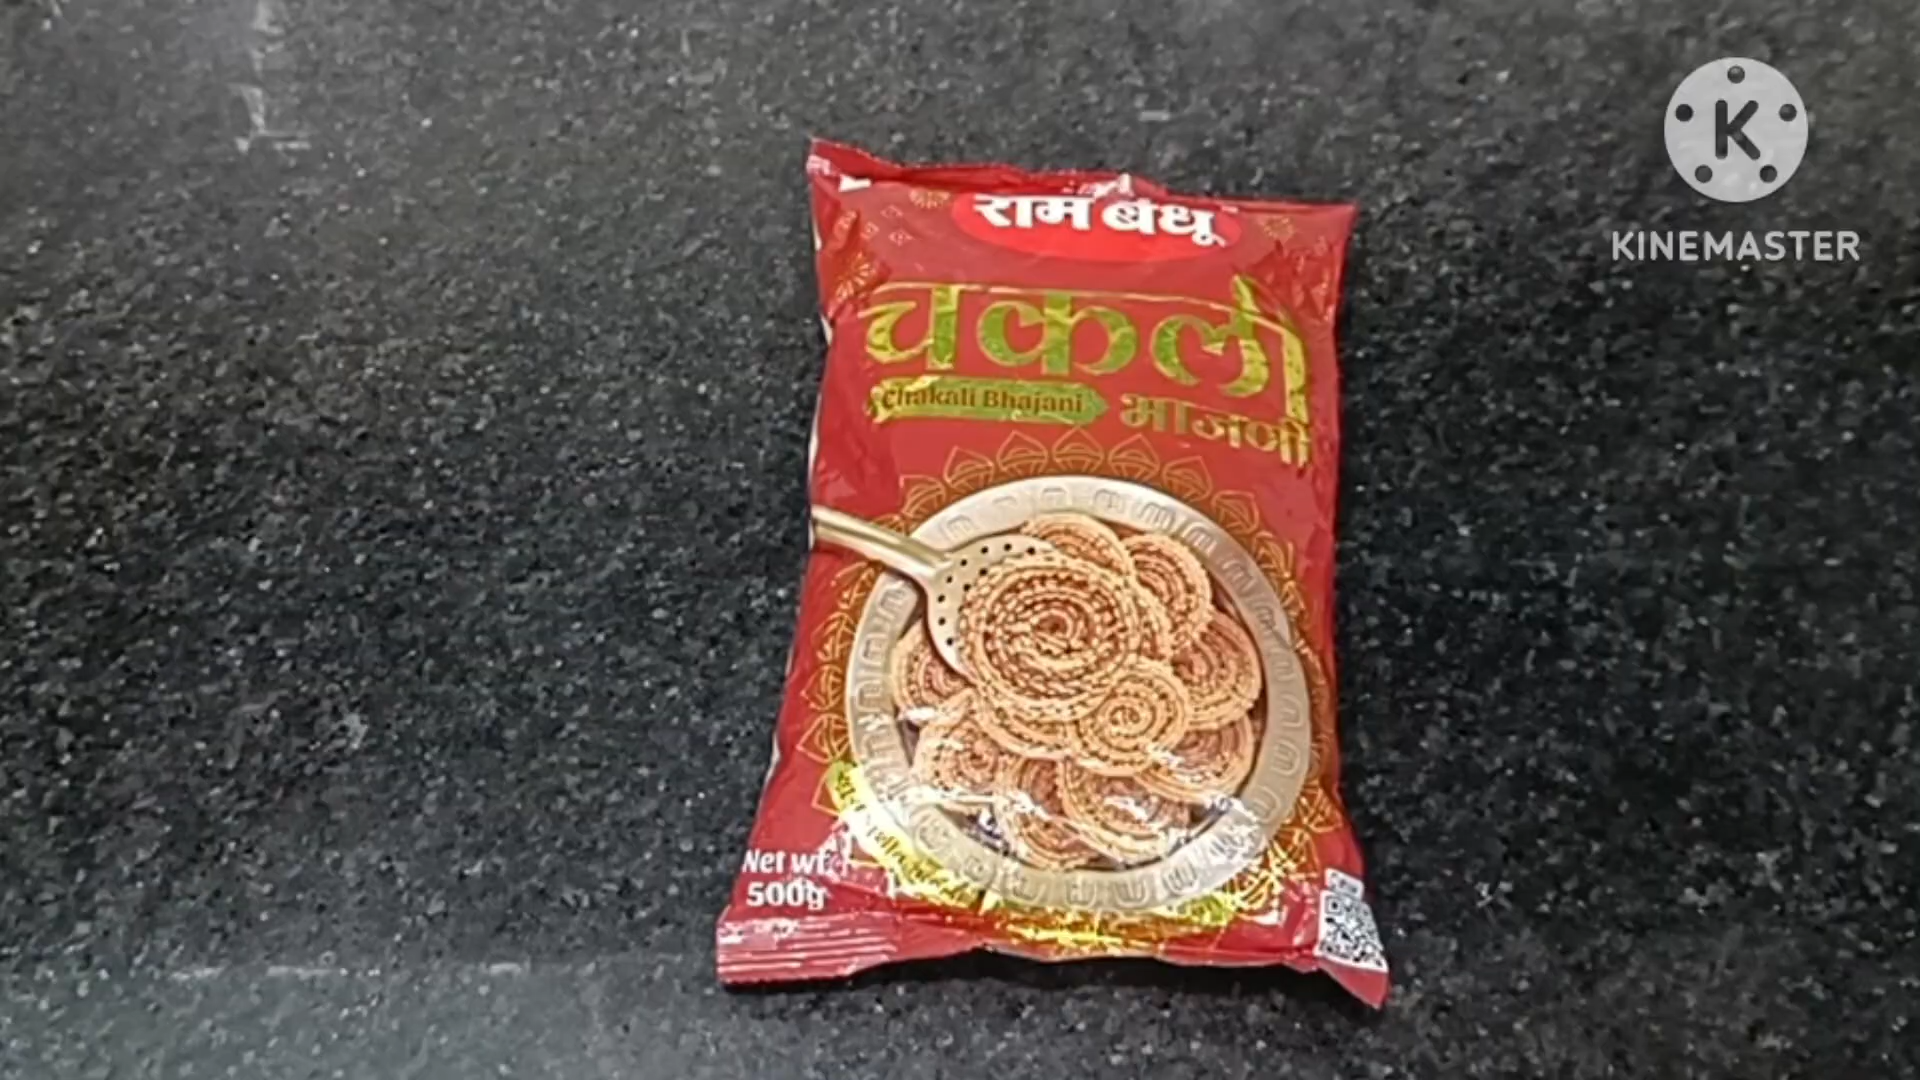 राम बंधू
चकली
Chakali Bhajani
भाजणी
Net wt.
500g
K
KINEMASTER